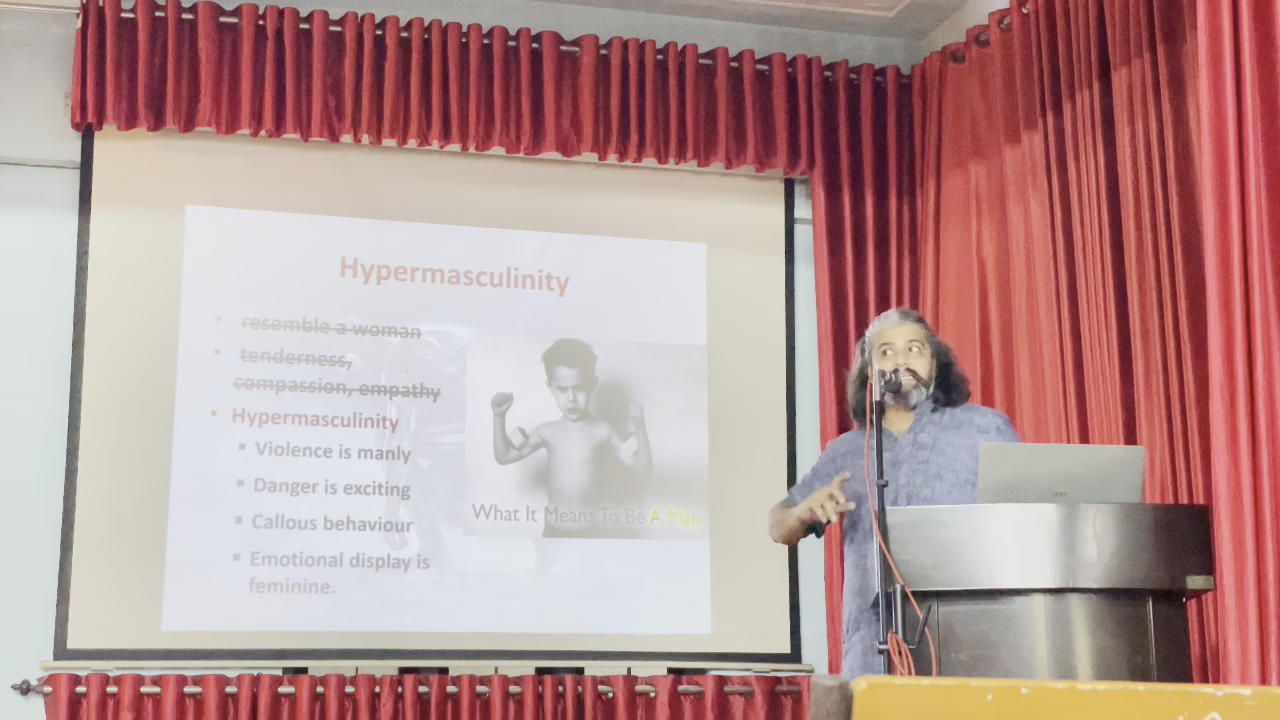 Hypermasculinity
• resemble a woman
• tenderness,
compassion, empathy
• Hypermasculinity
▪ Violence is manly
▪ Danger is exciting
▪ Callous behaviour
▪ Emotional display is
feminine.
What It Means To Be A Man